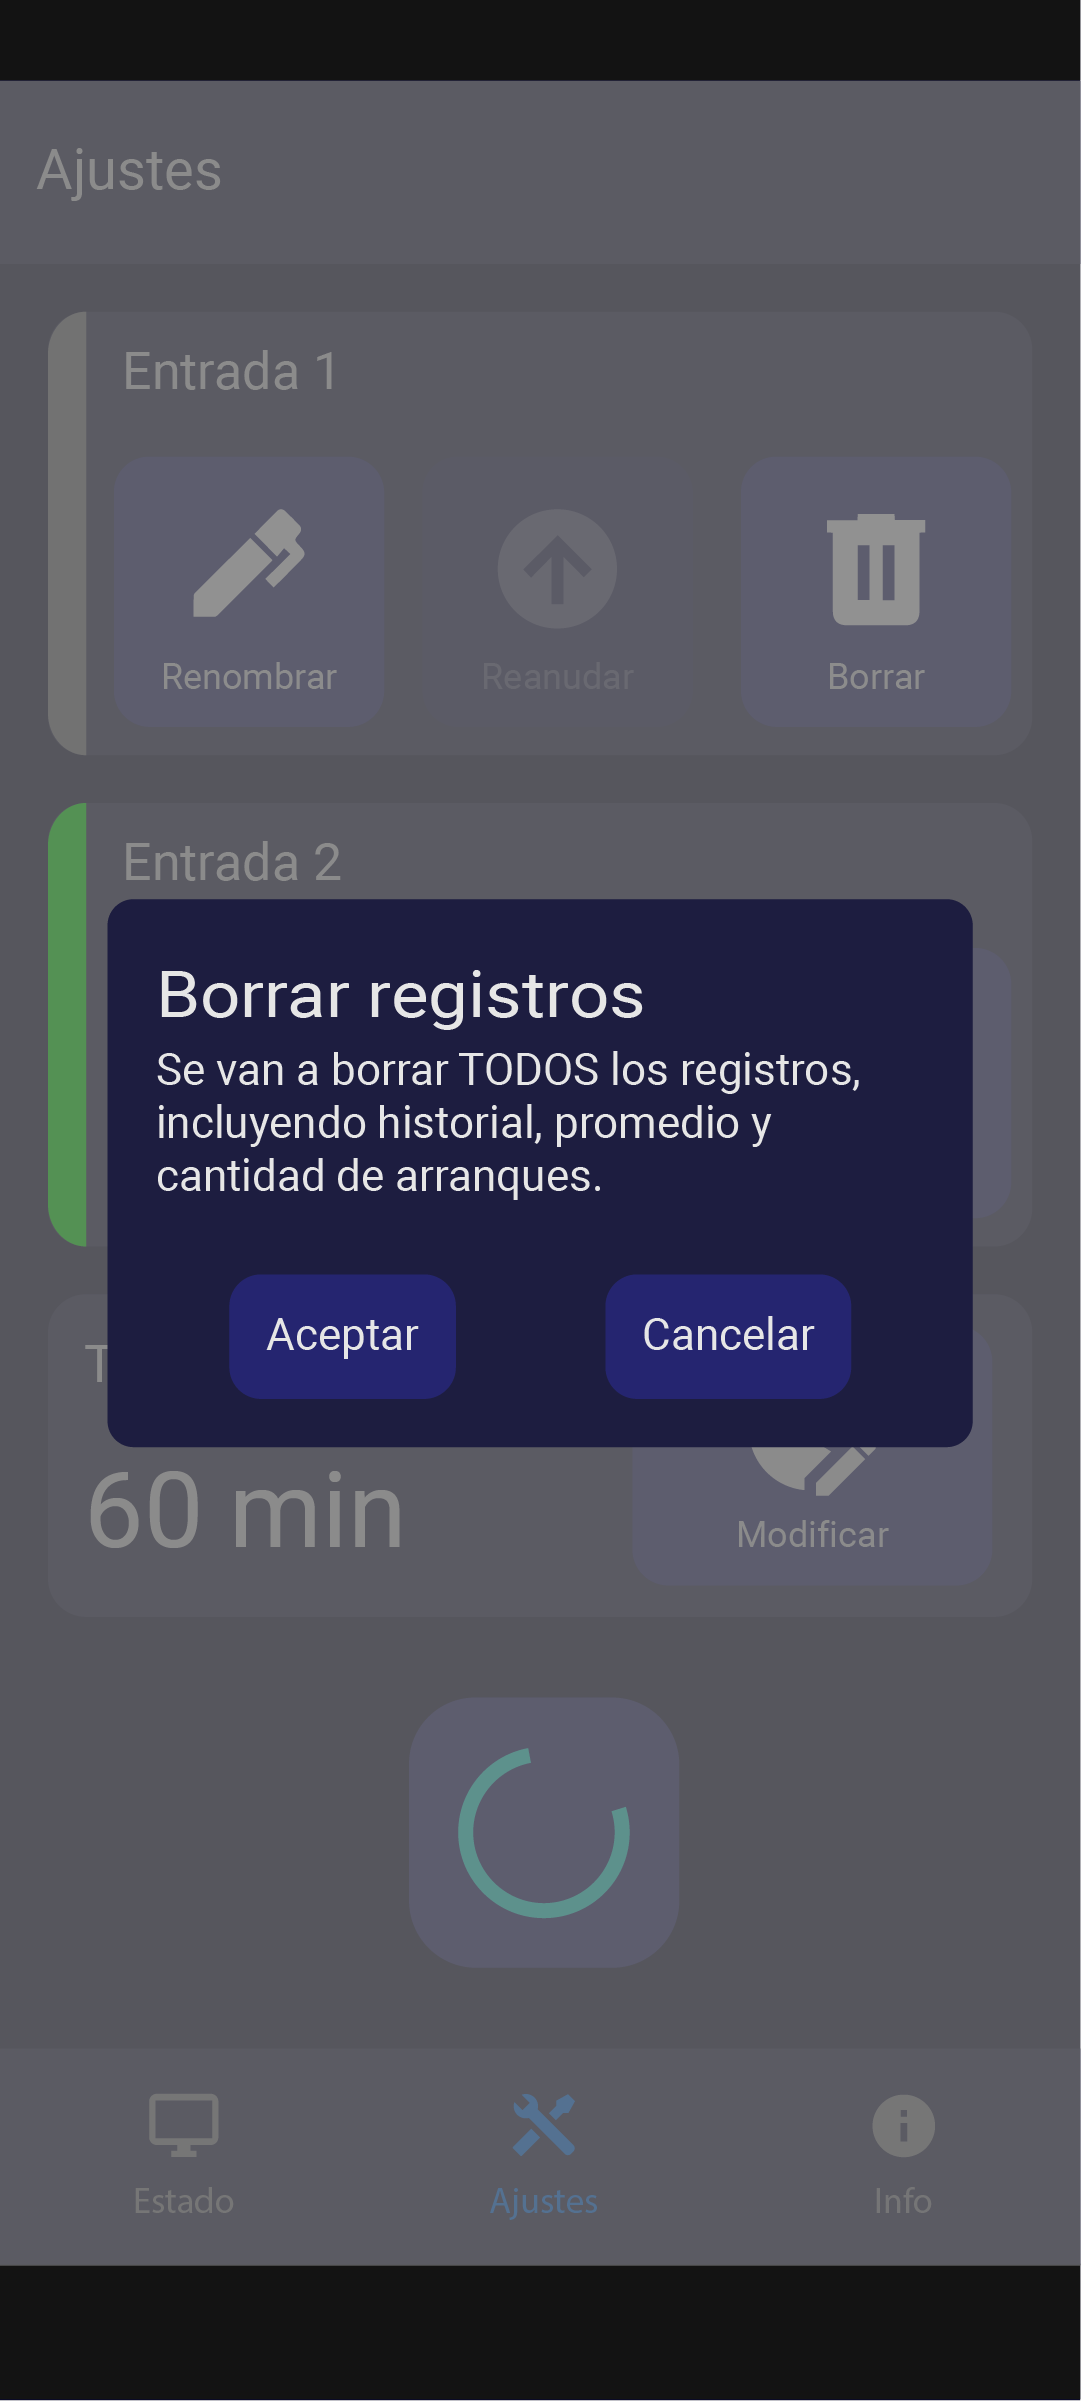 Ajustes
Entrada 1
Renombrar
Reanudar
Borrar
Entrada 2
Borrar registros
Se van a borrar TODOS los registros,
incluyendo historial, promedio y
cantidad de arranques.
Aceptar
Cancelar
60 min
Modificar
Estado
Ajustes
Info